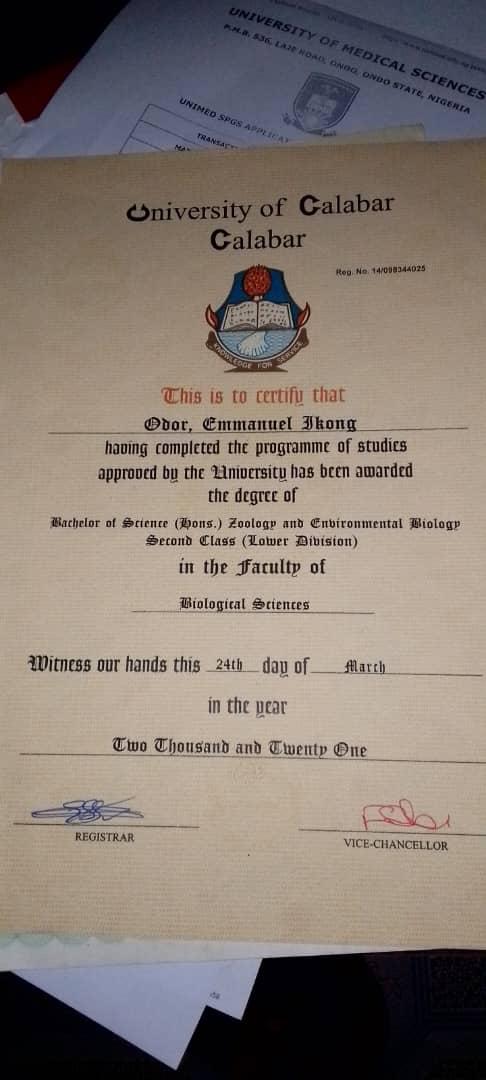 UNIVERSITY OF MEDICAL SCIENCES
P.M.B. 536, LAJE ROAD, ONDO, ONDO STATE, NIGERIA
UNIMED SPGS APPLICAT
TRANSACT
University of Calabar
Calabar
Reg. No. 14/098344025
KNOWLEDGE FOR SERVICE
This is to certify that
Odor, Emmanuel Ikong
having completed the programme of studies
approved by the University has been awarded
the degree of
Bachelor of Science (Hons.) Zoology and Environmental Biology
Second Class (Lower Division)
in the Faculty of
Biological Sciences
Witness our hands this 24th day of March
in the year
Two Thousand and Twenty One
REGISTRAR
VICE-CHANCELLOR